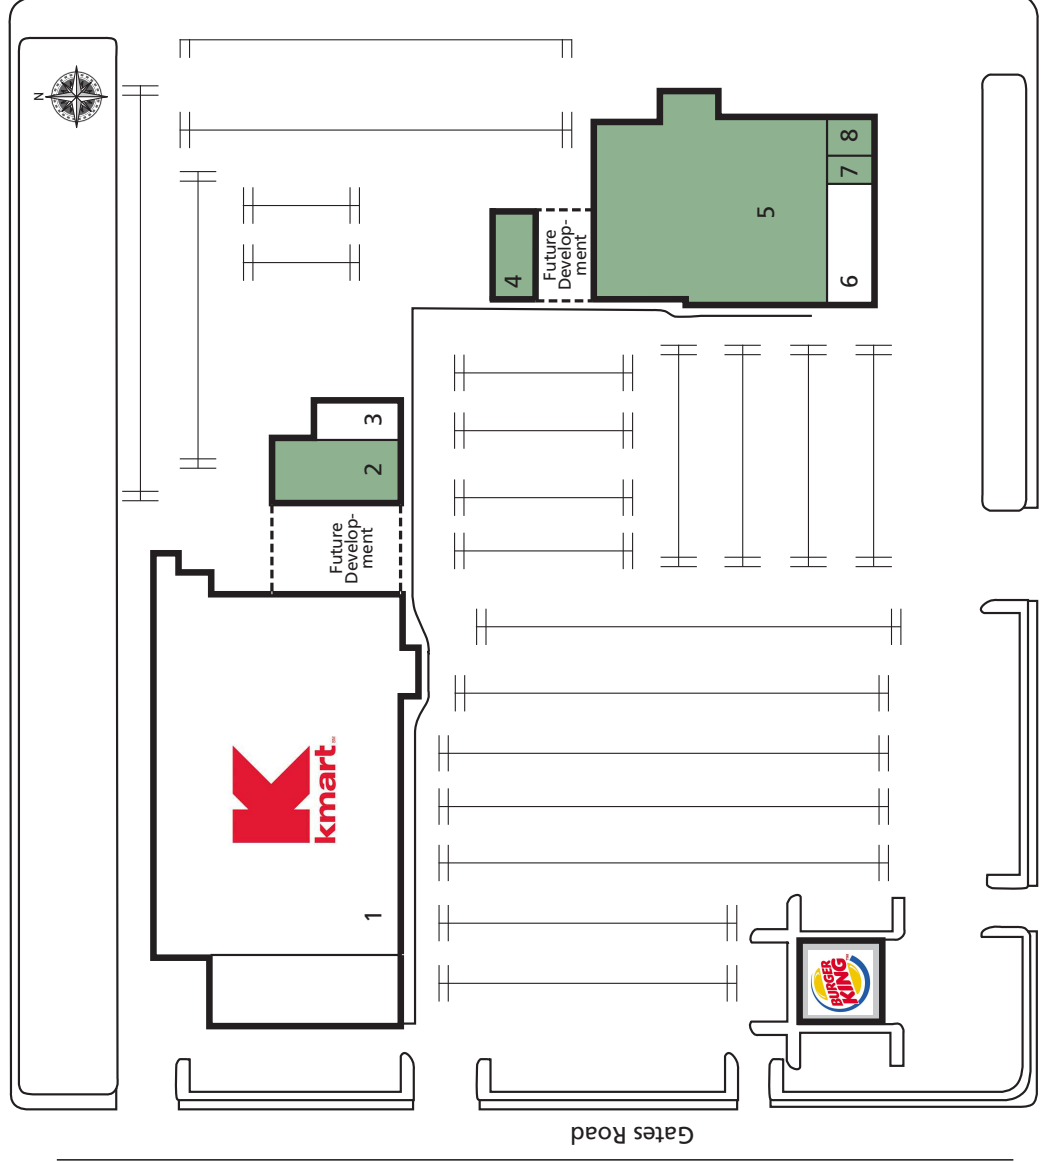 N
8
7
5
6
4
Future
Develop-
ment
3
2
Future
Develop-
ment
kmart
1
BURGER
KING
Gates Road